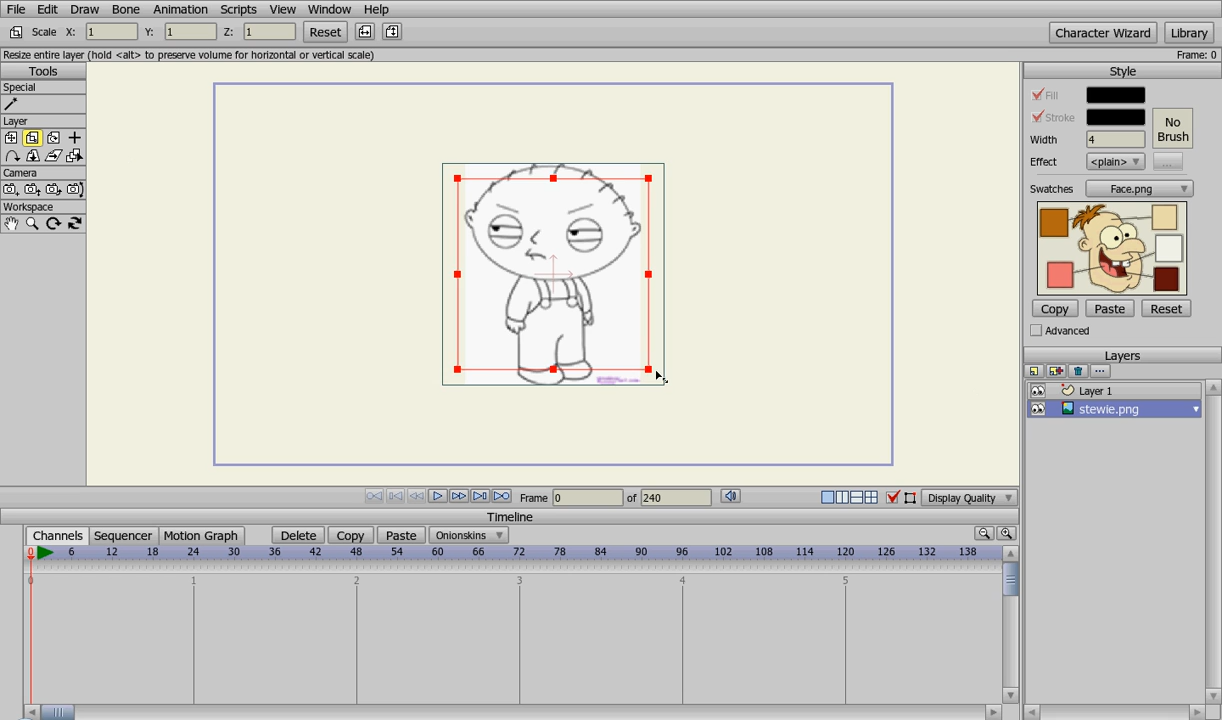 File Edit Draw Bone Animation Scripts View Window Help
Scale X: 1 Y: 1 Z: 1 Reset Character Wizard Library
Resize entire layer (hold <alt> to preserve volume for horizontal or vertical scale) Frame: 0
Tools
Special
Layer
Camera
Workspace
Style
Fill
Stroke
No Brush
Width 4
Effect <plain> ...
Swatches Face.png
Copy Paste Reset
Advanced
Layers
Layer 1
stewie.png
Frame 0 of 240 Display Quality
Timeline
Channels Sequencer Motion Graph Delete Copy Paste Onionskins
0 6 12 18 24 30 36 42 48 54 60 66 72 78 84 90 96 102 108 114 120 126 132 138
0 1 2 3 4 5